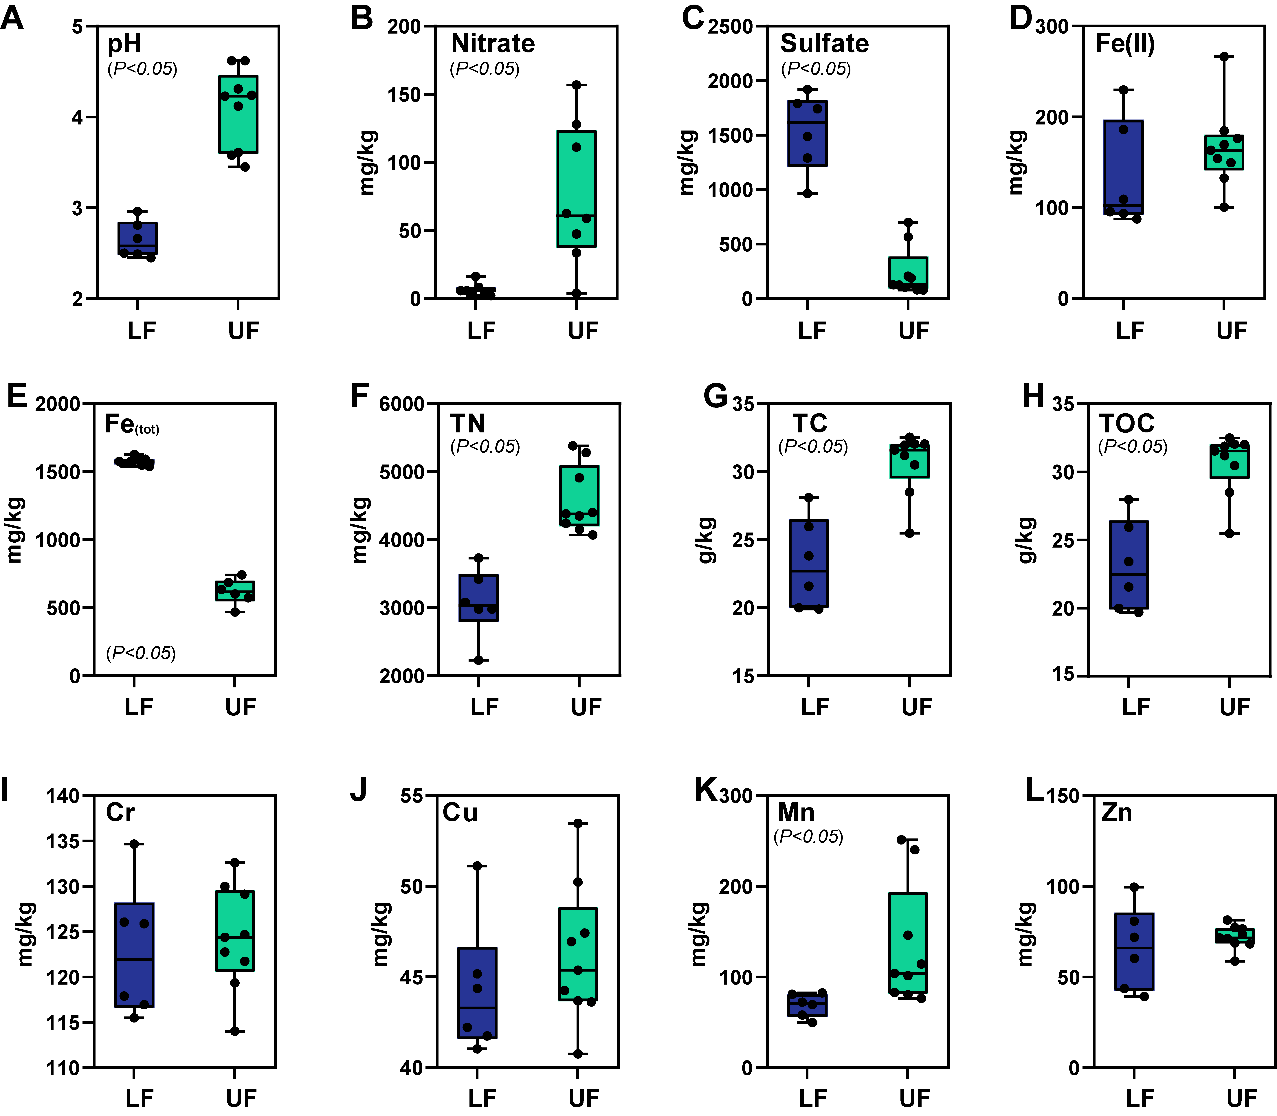 A
pH
(P<0.05)
5
4
3
2
LF
UF
B
Nitrate
(P<0.05)
mg/kg
200
150
100
50
0
LF
UF
C
Sulfate
(P<0.05)
mg/kg
2500
2000
1500
1000
500
0
LF
UF
D
Fe(II)
mg/kg
300
200
100
0
LF
UF
E
Fe(tot)
(P<0.05)
mg/kg
2000
1500
1000
500
0
LF
UF
F
TN
(P<0.05)
mg/kg
6000
5000
4000
3000
2000
LF
UF
G
TC
(P<0.05)
g/kg
35
30
25
20
15
LF
UF
H
TOC
(P<0.05)
g/kg
35
30
25
20
15
LF
UF
I
Cr
mg/kg
140
135
130
125
120
115
110
LF
UF
J
Cu
mg/kg
55
50
45
40
LF
UF
K
Mn
(P<0.05)
mg/kg
300
200
100
0
LF
UF
L
Zn
mg/kg
150
100
50
0
LF
UF